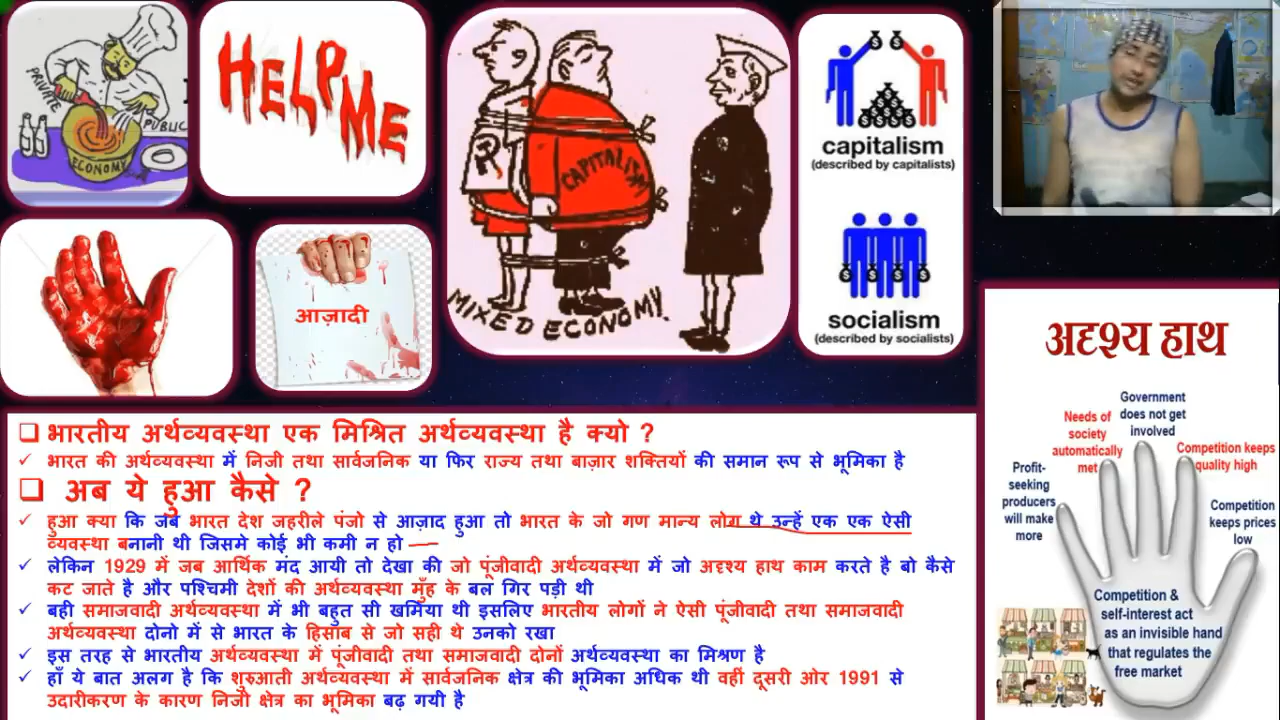 PRIVATE
PUBLIC
ECONOMY
HELP ME
आज़ादी
CAPITALISM
MIXED ECONOMY.
capitalism
(described by capitalists)
socialism
(described by socialists)
भारतीय अर्थव्यवस्था एक मिश्रित अर्थव्यवस्था है क्यो ?
भारत की अर्थव्यवस्था में निजी तथा सार्वजनिक या फिर राज्य तथा बाज़ार शक्तियों की समान रूप से भूमिका है
अब ये हुआ कैसे ?
हुआ क्या कि जब भारत देश जहरीले पंजो से आज़ाद हुआ तो भारत के जो गण मान्य लोग थे उन्हें एक एक ऐसी
व्यवस्था बनानी थी जिसमे कोई भी कमी न हो
लेकिन 1929 में जब आर्थिक मंद आयी तो देखा की जो पूंजीवादी अर्थव्यवस्था में जो अदृश्य हाथ काम करते है बो कैसे
कट जाते है और पश्चिमी देशों की अर्थव्यवस्था मुँह के बल गिर पड़ी थी
बही समाजवादी अर्थव्यवस्था में भी बहुत सी खमिया थी इसलिए भारतीय लोगों ने ऐसी पूंजीवादी तथा समाजवादी
अर्थव्यवस्था दोनो में से भारत के हिसाब से जो सही थे उनको रखा
इस तरह से भारतीय अर्थव्यवस्था में पूंजीवादी तथा समाजवादी दोनों अर्थव्यवस्था का मिश्रण है
हाँ ये बात अलग है कि शुरुआती अर्थव्यवस्था में सार्वजनिक क्षेत्र की भूमिका अधिक थी वहीं दूसरी ओर 1991 से
उदारीकरण के कारण निजी क्षेत्र का भूमिका बढ़ गयी है
अदृश्य हाथ
Profit-
seeking
producers
will make
more
Needs of
society
automatically
met
Government
does not get
involved
Competition keeps
quality high
Competition
keeps prices
low
Competition &
self-interest act
as an invisible hand
that regulates the
free market